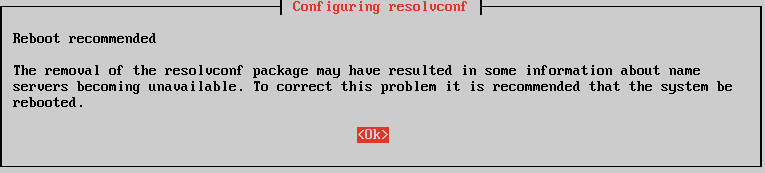 Configuring resolvconf
Reboot recommended
The removal of the resolvconf package may have resulted in some information about name
servers becoming unavailable. To correct this problem it is recommended that the system be
rebooted.
<Ok>